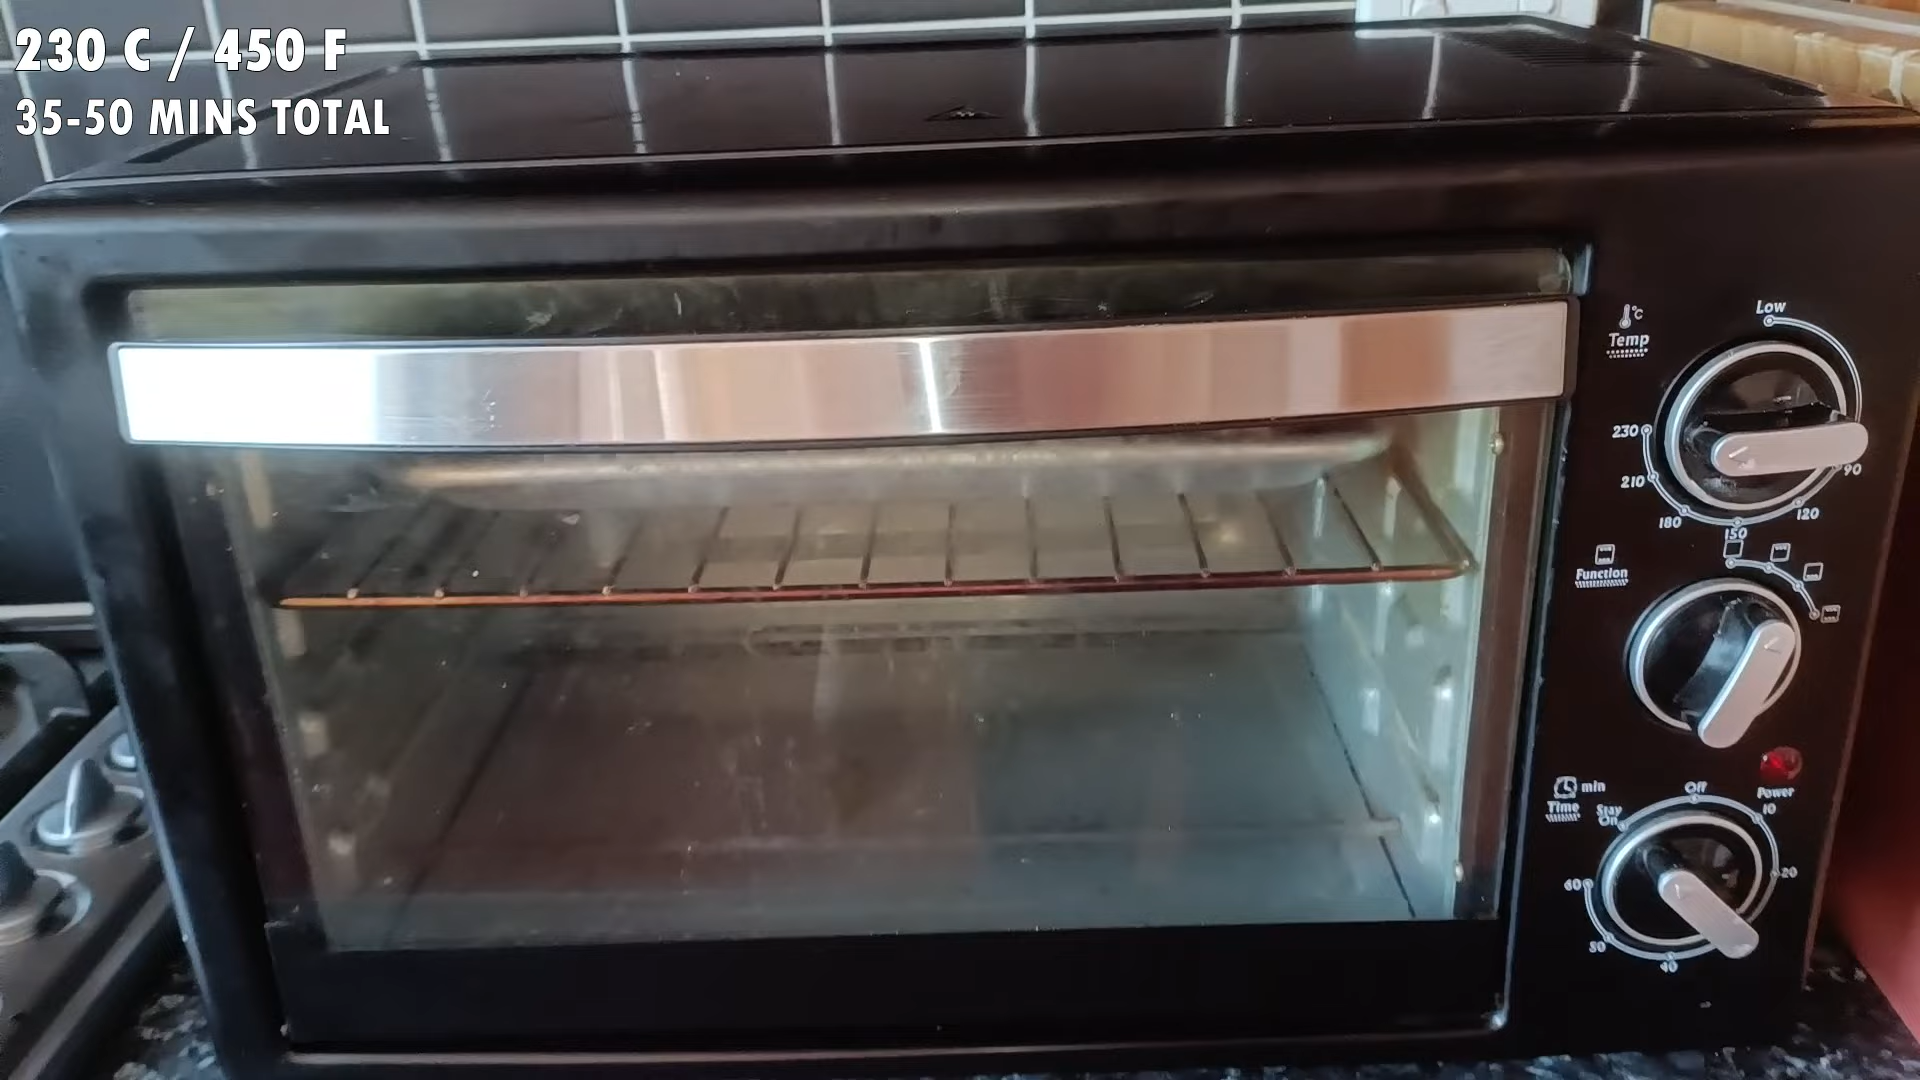 230 C / 450 F
35-50 MINS TOTAL
Low
°C
Temp
230
90
210
120
180
150
Function
Power
min
Off
Time
Stay On
10
20
60
50
40